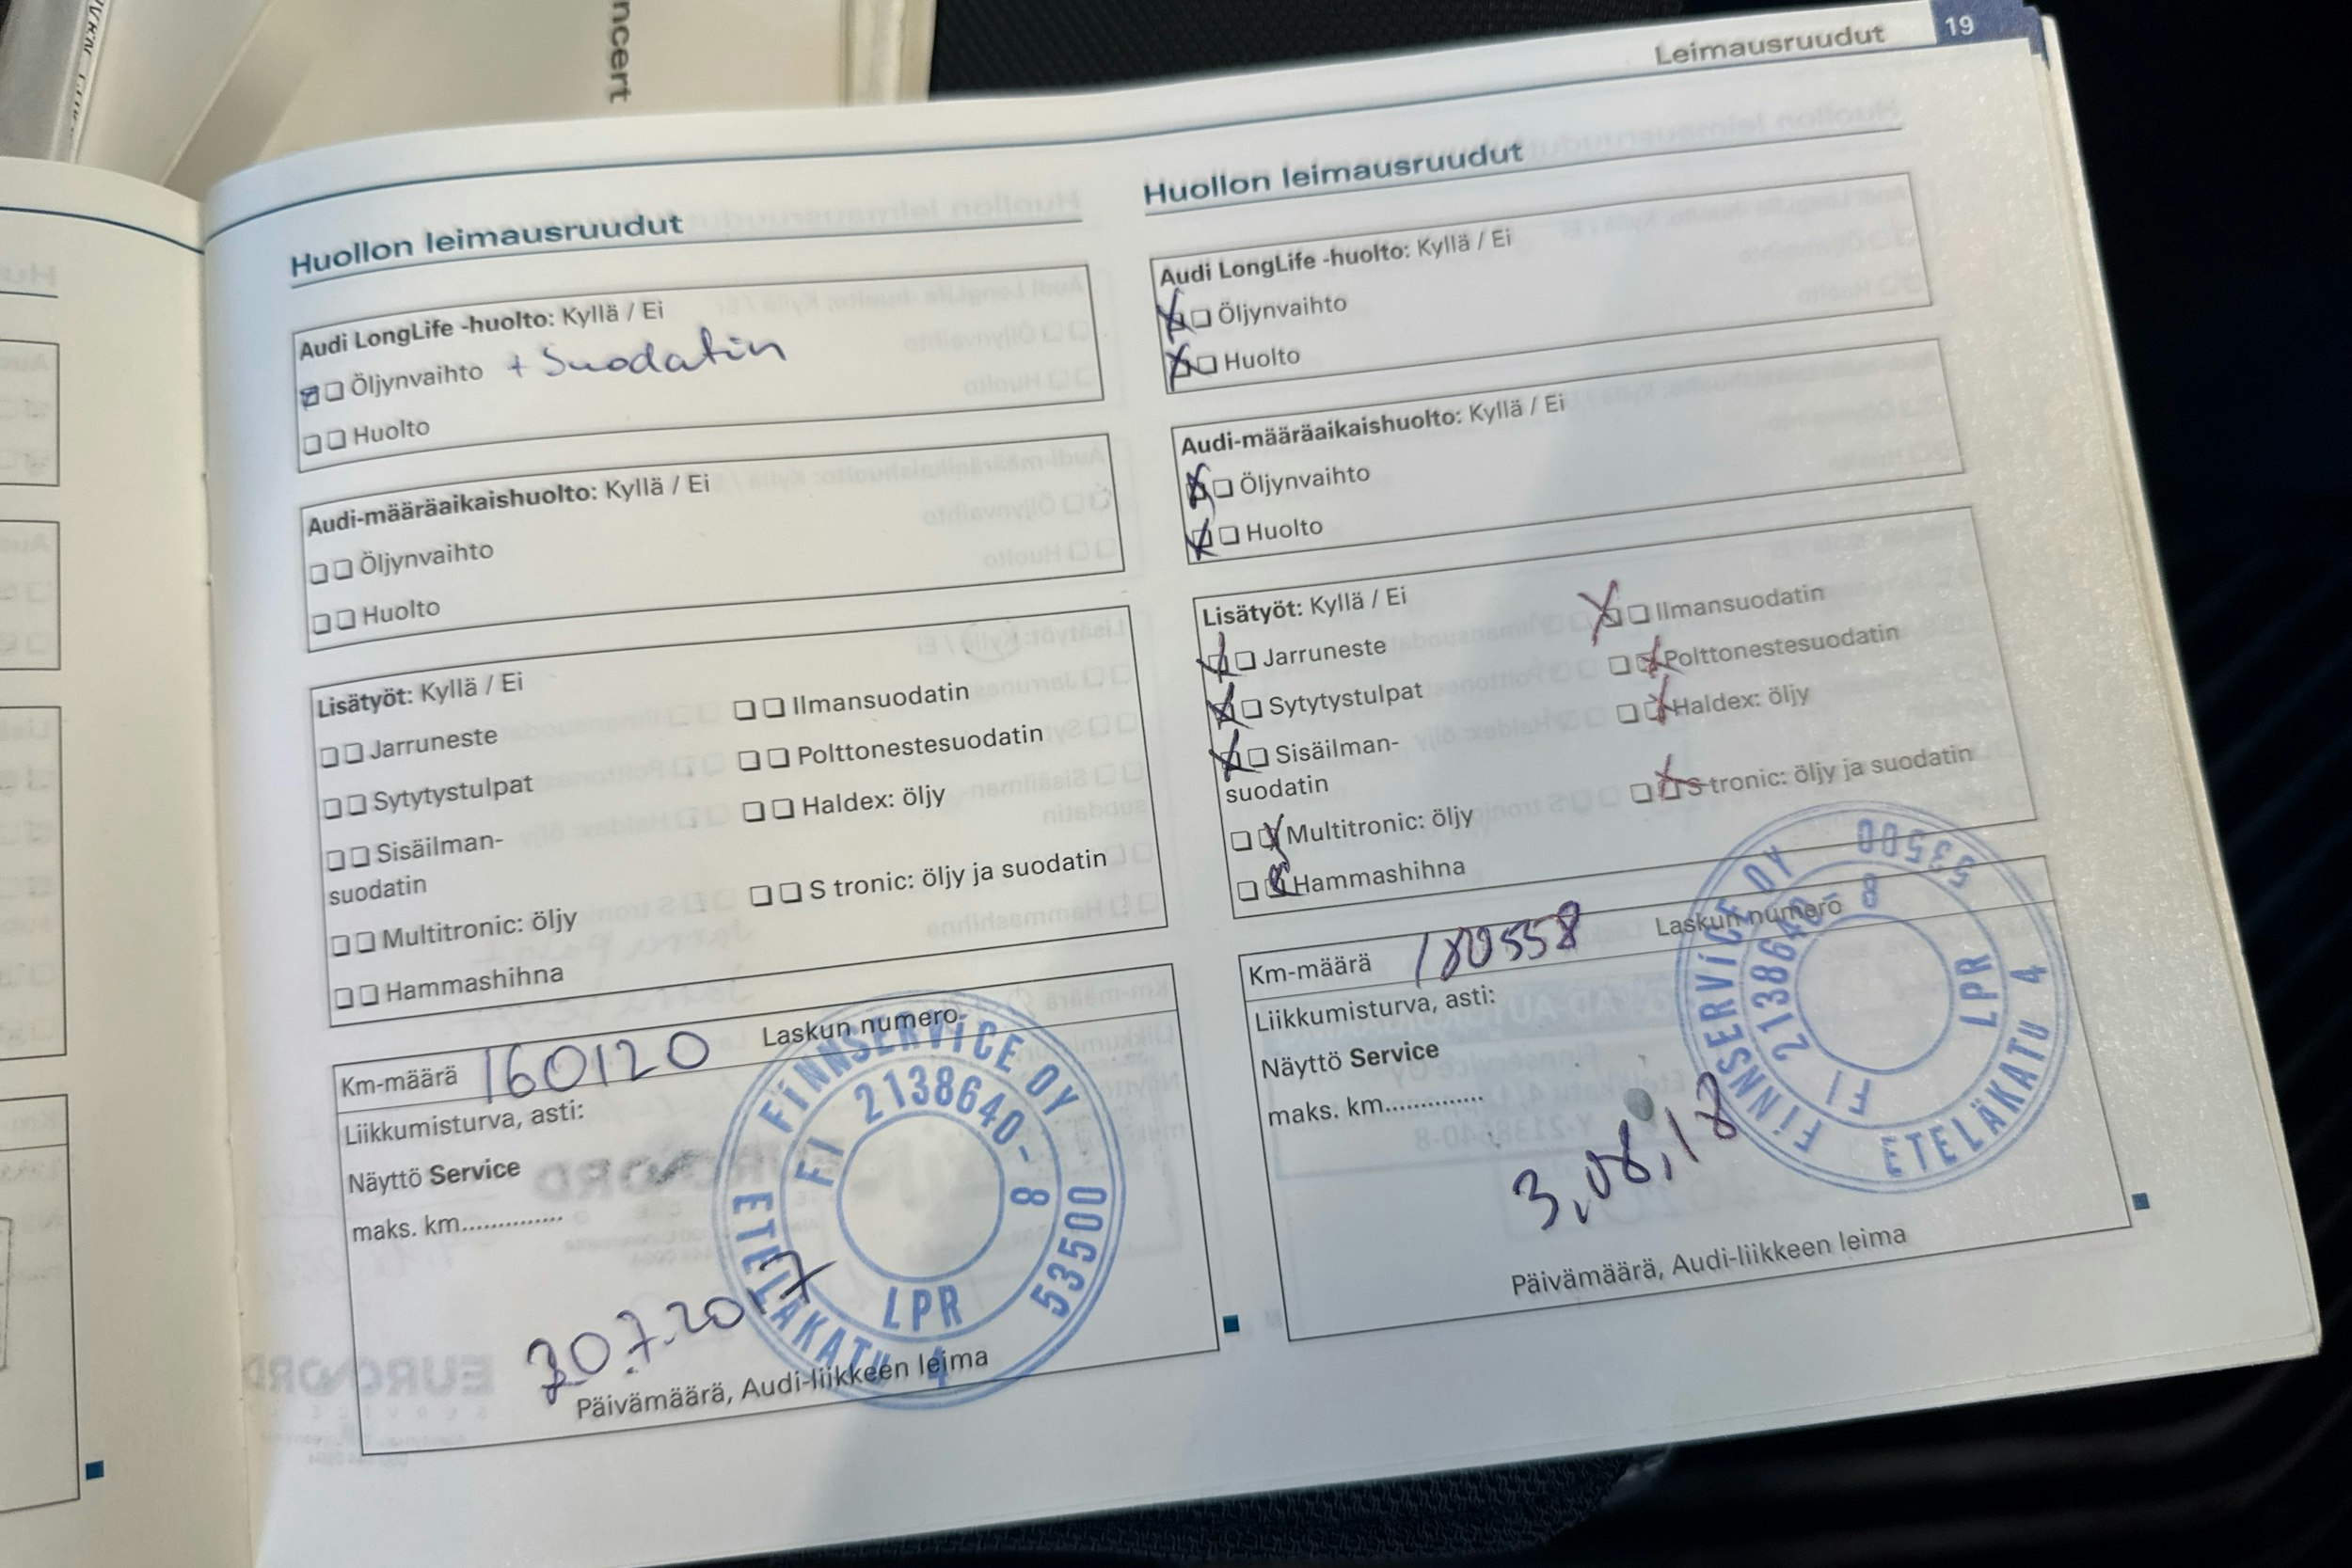 ncert
Leimausruudut 19
Huollon leimausruudut
Audi LongLife -huolto: Kyllä / Ei
Öljynvaihto + Suodatin
Huolto
Audi-määräaikaishuolto: Kyllä / Ei
Öljynvaihto
Huolto
Lisätyöt: Kyllä / Ei
Jarruneste
Sytytystulpat
Sisäilman-
suodatin
Multitronic: öljy
Hammashihna
Ilmansuodatin
Polttonestesuodatin
Haldex: öljy
S tronic: öljy ja suodatin
Km-määrä 160120 Laskun numero
Liikkumisturva, asti:
Näyttö Service
maks. km..............
FINNSERVICE OY
FI 2138640-8
53500
LPR
ETELÄKATU 4
30.7.2017
Päivämäärä, Audi-liikkeen leima
Huollon leimausruudut
Audi LongLife -huolto: Kyllä / Ei
Öljynvaihto
Huolto
Audi-määräaikaishuolto: Kyllä / Ei
Öljynvaihto
Huolto
Lisätyöt: Kyllä / Ei
Jarruneste
Sytytystulpat
Sisäilman-
suodatin
Multitronic: öljy
Hammashihna
Ilmansuodatin
Polttonestesuodatin
Haldex: öljy
S tronic: öljy ja suodatin
Km-määrä 180558 Laskun numero
Liikkumisturva, asti:
Näyttö Service
maks. km..............
FINNSERVICE OY
FI 2138640-8
53500
LPR
ETELÄKATU 4
3,08,18
Päivämäärä, Audi-liikkeen leima